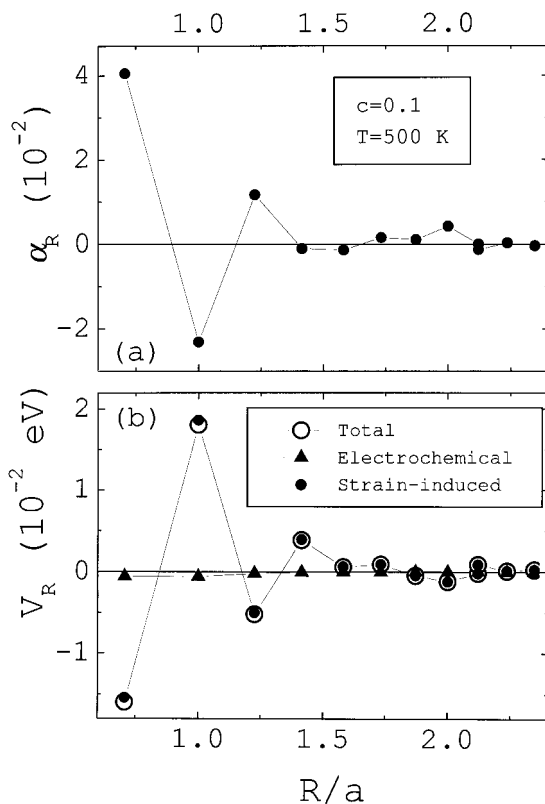 1.0 1.5 2.0
4
2
0
-2
α_R (10^-2)
c=0.1
T=500 K
(a)
2
1
0
-1
V_R (10^-2 eV)
(b)
Total
Electrochemical
Strain-induced
1.0 1.5 2.0
R/a